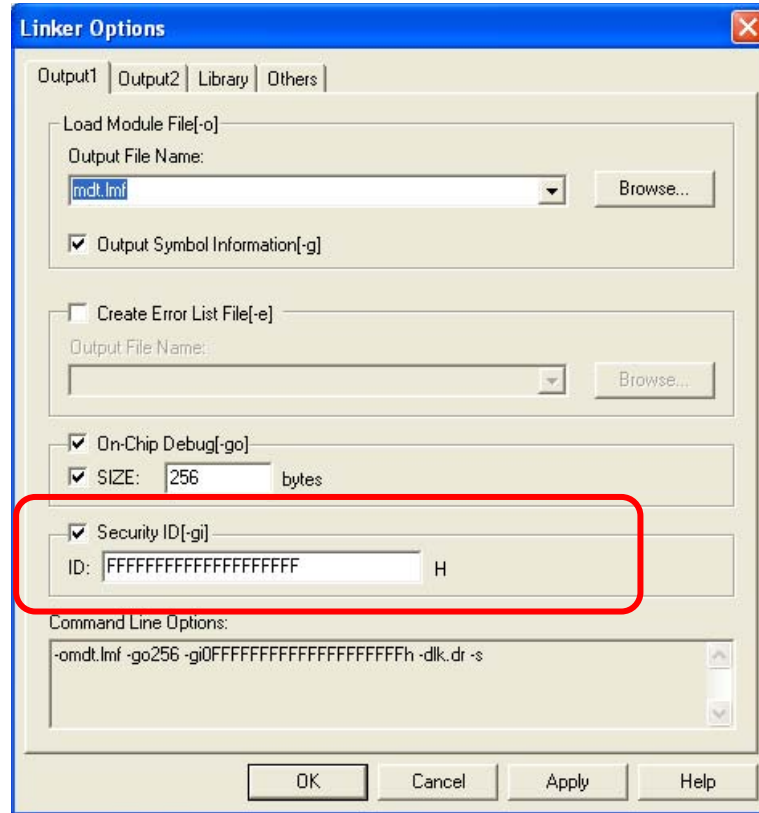 Linker Options
Output1 Output2 Library Others
Load Module File[-o]
Output File Name:
mdt.lmf Browse...
Output Symbol Information[-g]
Create Error List File[-e]
Output File Name:
Browse...
On-Chip Debug[-go]
SIZE: 256 bytes
Security ID[-gi]
ID: FFFFFFFFFFFFFFFFFFFF H
Command Line Options:
-omdt.lmf -go256 -gi0FFFFFFFFFFFFFFFFFFFFh -dlk.dr -s
OK Cancel Apply Help